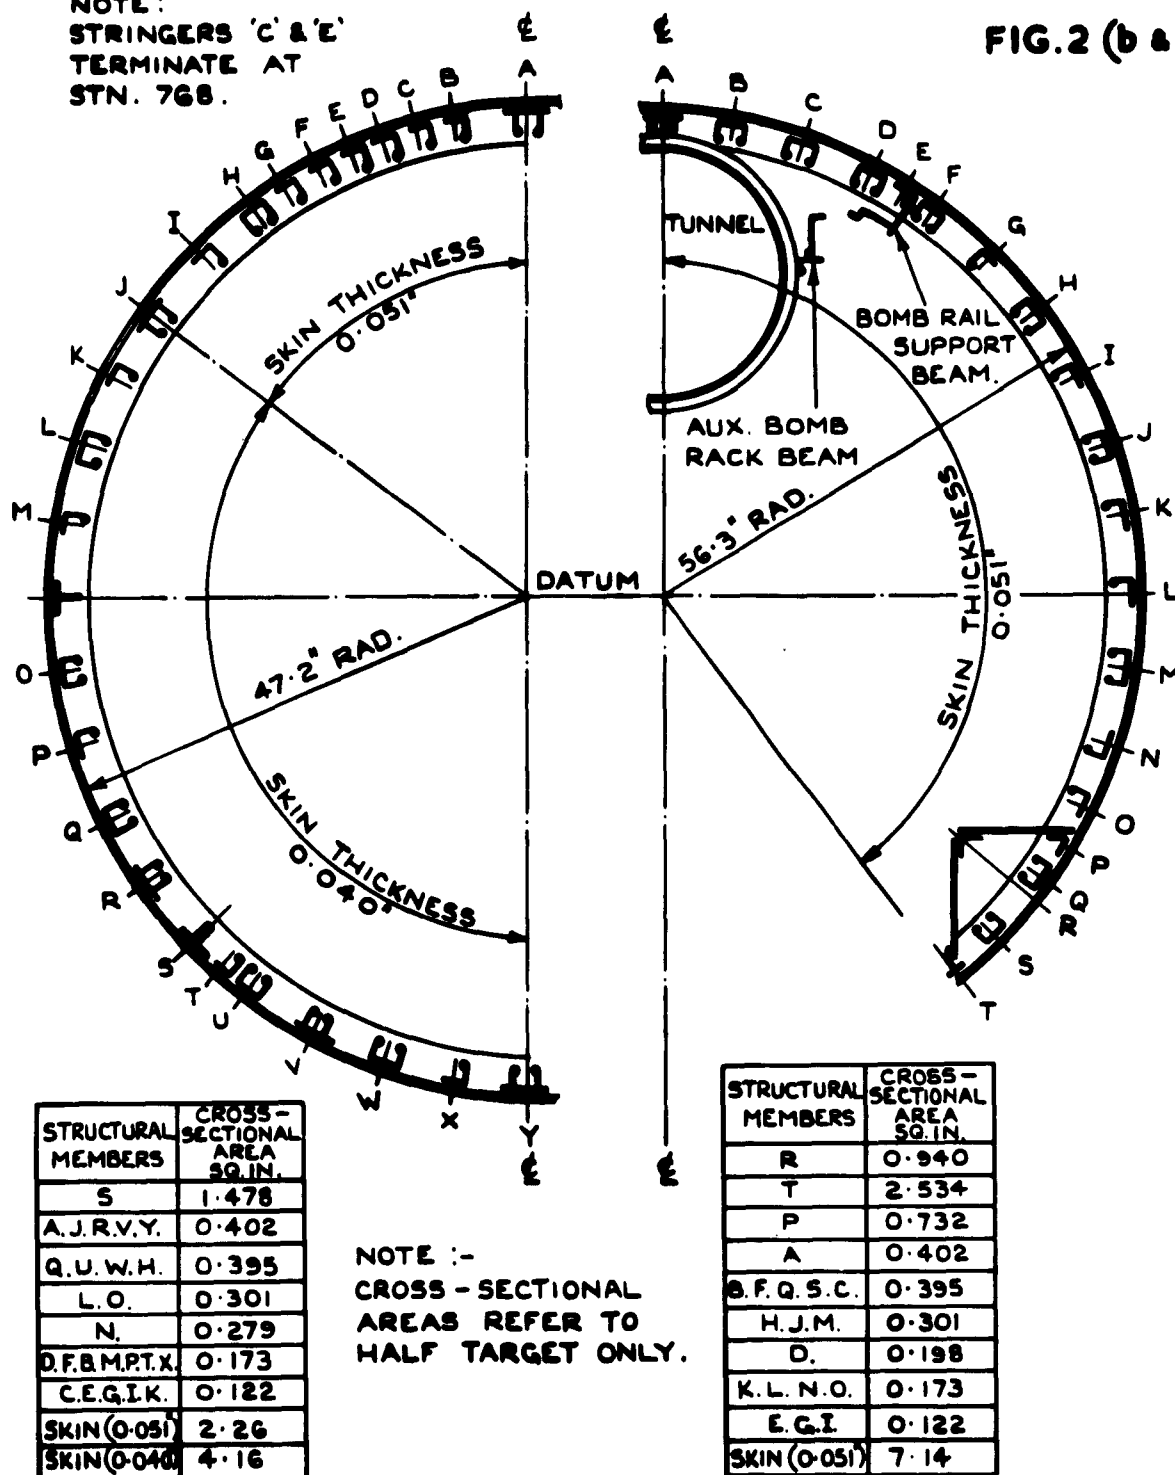 NOTE:
STRINGERS 'C' & 'E'
TERMINATE AT
STN. 768.
FIG.2 (b &
℄
℄
A
B
C
D
E
F
G
H
I
J
K
L
M
O
P
Q
R
S
T
U
V
W
X
Y
℄
SKIN THICKNESS
0.051"
47.2" RAD.
SKIN THICKNESS
0.040"
DATUM
A
B
C
D
E
F
G
H
I
J
K
L
M
N
O
P
Q
R
S
T
℄
TUNNEL
BOMB RAIL
SUPPORT
BEAM.
AUX. BOMB
RACK BEAM
56.3" RAD.
SKIN THICKNESS
0.051"
STRUCTURAL MEMBERS CROSS-SECTIONAL AREA SQ.IN.
S 1.478
A.J.R.V.Y. 0.402
Q.U.W.H. 0.395
L.O. 0.301
N. 0.279
D.F.B.M.P.T.X. 0.173
C.E.G.I.K. 0.122
SKIN (0.051") 2.26
SKIN (0.040) 4.16
NOTE :-
CROSS-SECTIONAL
AREAS REFER TO
HALF TARGET ONLY.
STRUCTURAL MEMBERS CROSS-SECTIONAL AREA SQ.IN.
R 0.940
T 2.534
P 0.732
A 0.402
B.F.Q.S.C. 0.395
H.J.M. 0.301
D. 0.198
K.L.N.O. 0.173
E.G.I. 0.122
SKIN (0.051") 7.14